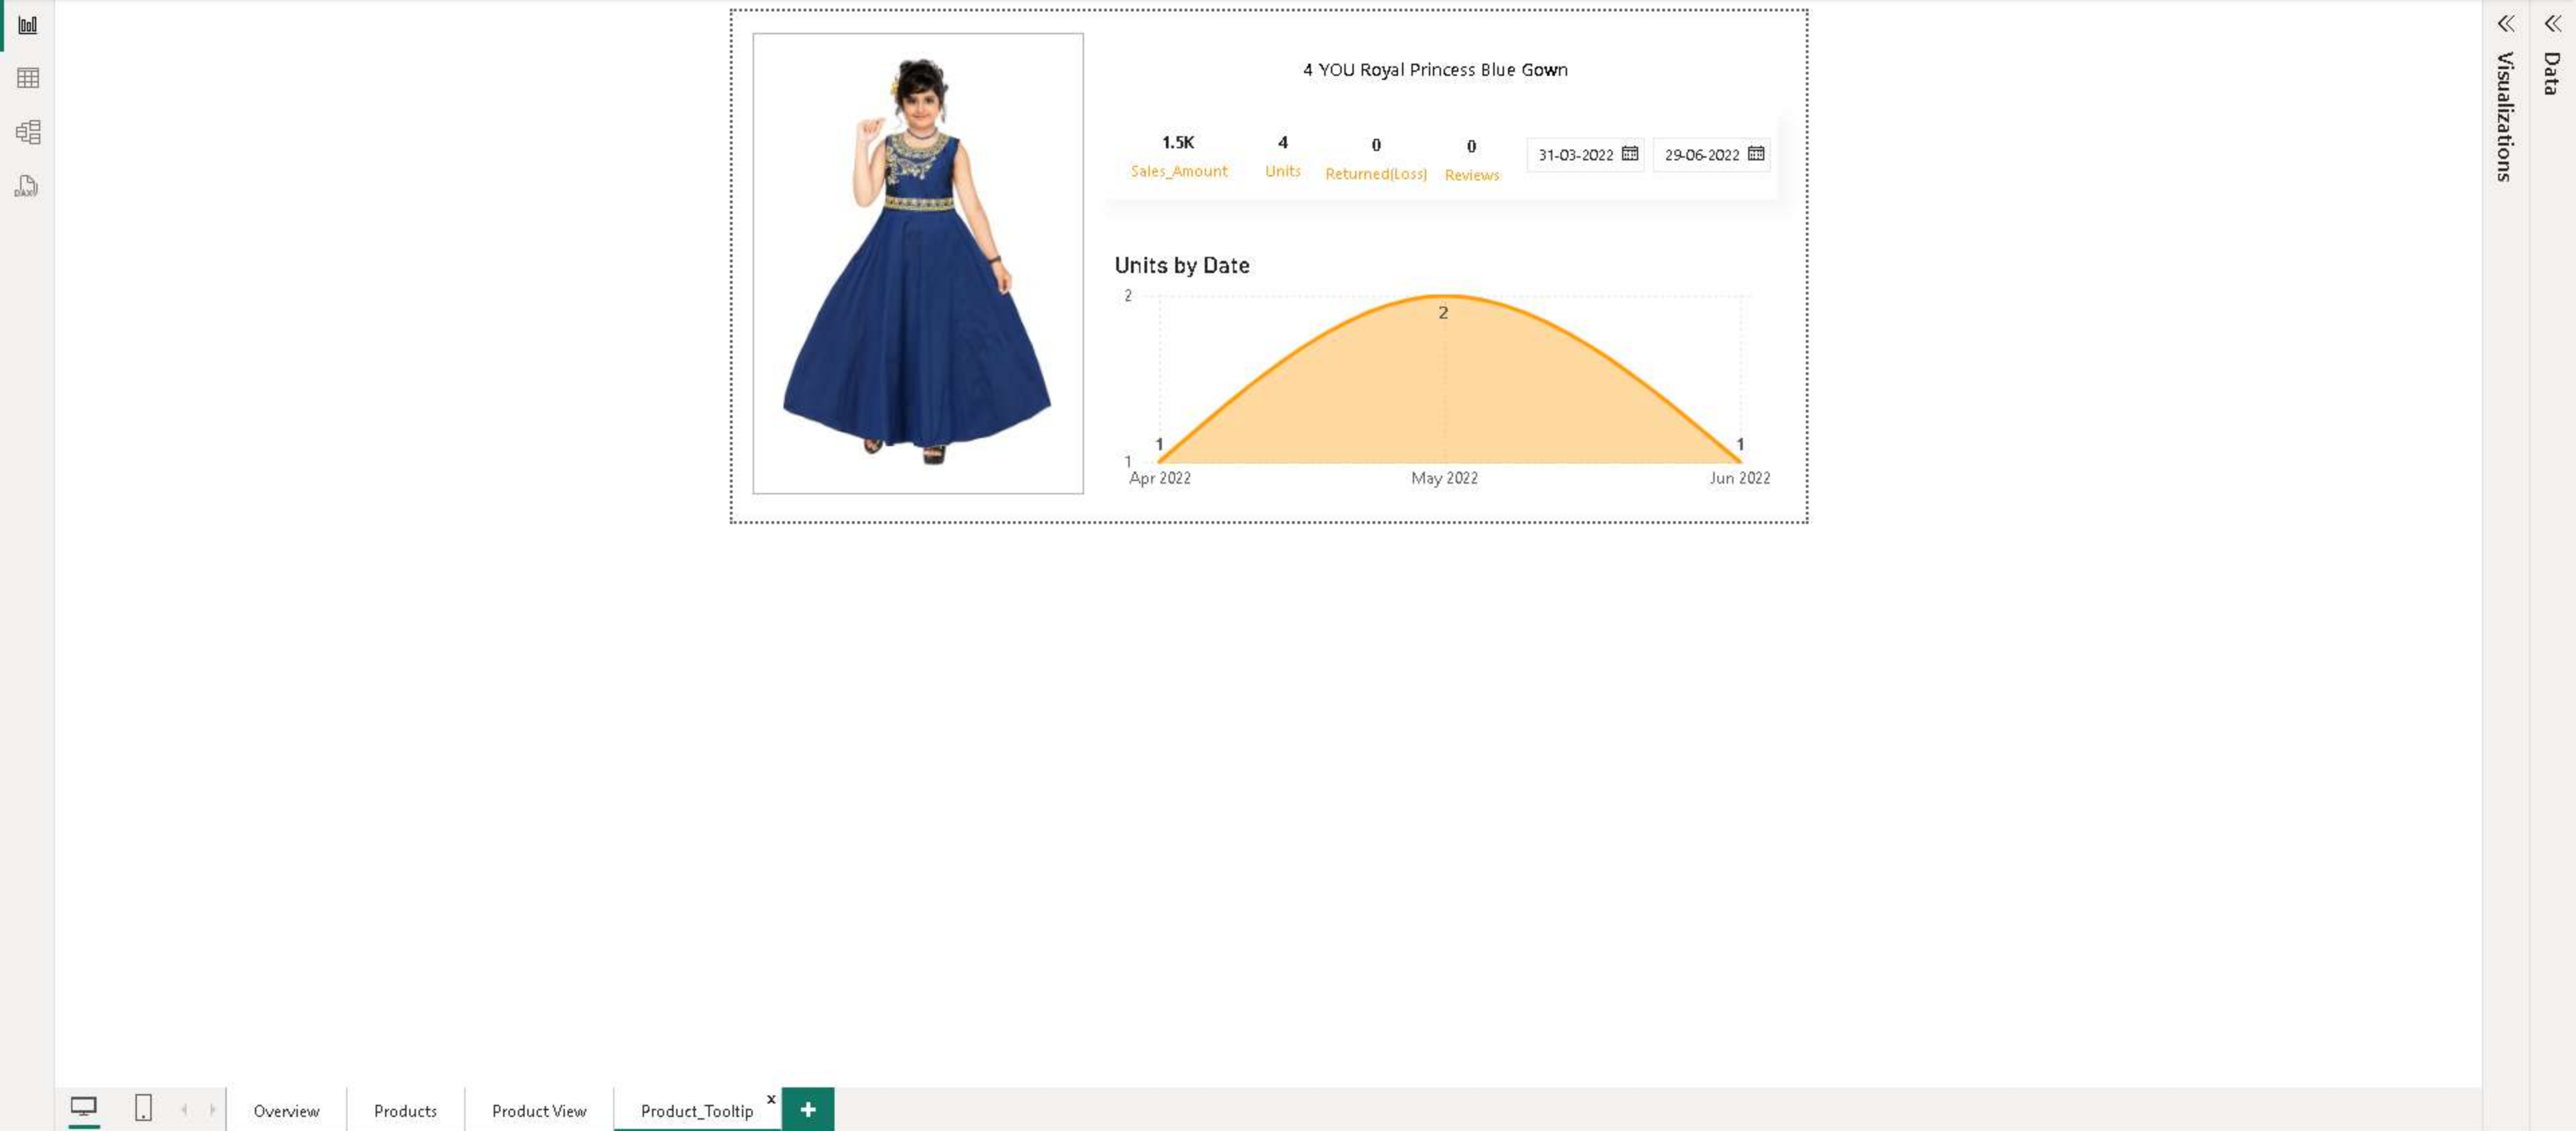 4 YOU Royal Princess Blue Gown
1.5K 4 0 0
Sales_Amount Units Returned(Loss) Reviews
31-03-2022 29-06-2022
Units by Date
2
2
1 1
1
Apr 2022 May 2022 Jun 2022
Visualizations
Data
DAX
Overview Products Product View Product_Tooltip x +